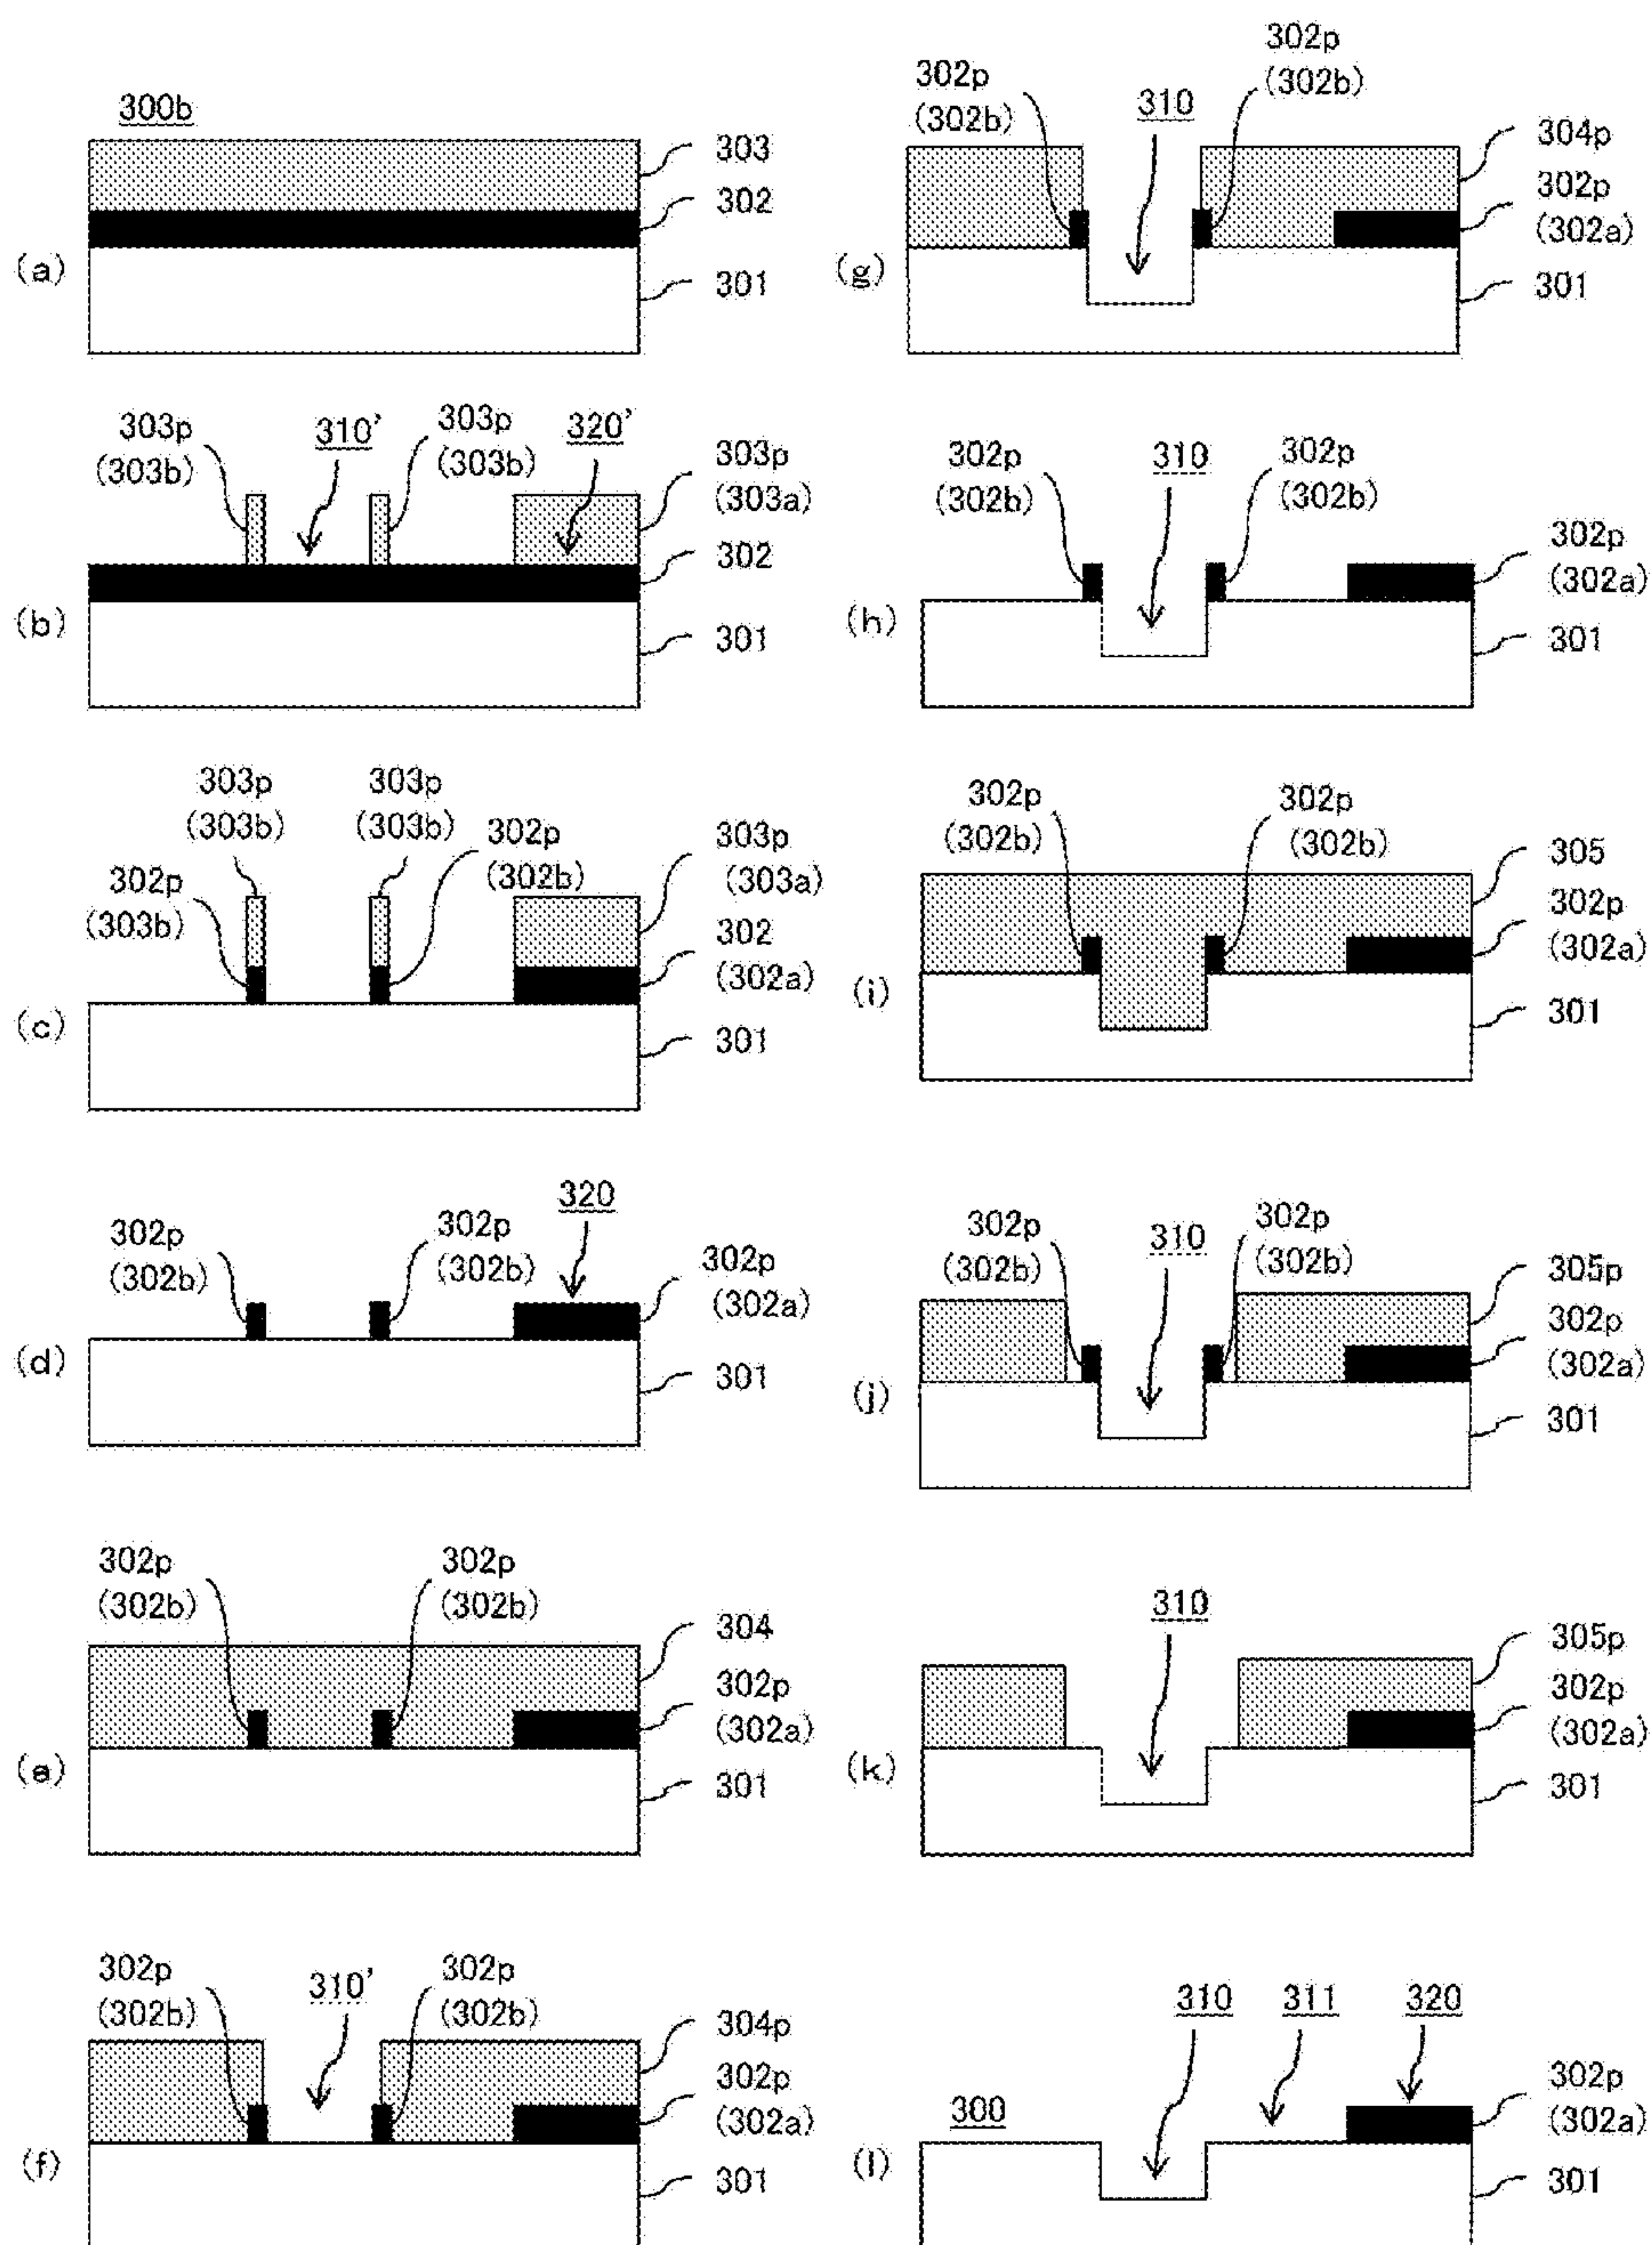 300b
303
302
(a)
301
303p
(303b)
310'
303p
(303b)
320'
303p
(303a)
302
(b)
301
303p
(303b)
303p
(303b)
302p
(303b)
302p
(302b)
303p
(303a)
302
(302a)
(c)
301
320
302p
(302b)
302p
(302b)
302p
(302a)
(d)
301
302p
(302b)
302p
(302b)
304
302p
(302a)
(e)
301
302p
(302b)
310'
302p
(302b)
304p
302p
(302a)
(f)
301
302p
(302b)
310
302p
(302b)
304p
302p
(302a)
(g)
301
302p
(302b)
310
302p
(302b)
302p
(302a)
(h)
301
302p
(302b)
302p
(302b)
305
302p
(302a)
(i)
301
302p
(302b)
310
302p
(302b)
305p
302p
(302a)
(j)
301
310
305p
302p
(302a)
(k)
301
300
310
311
320
302p
(302a)
(l)
301